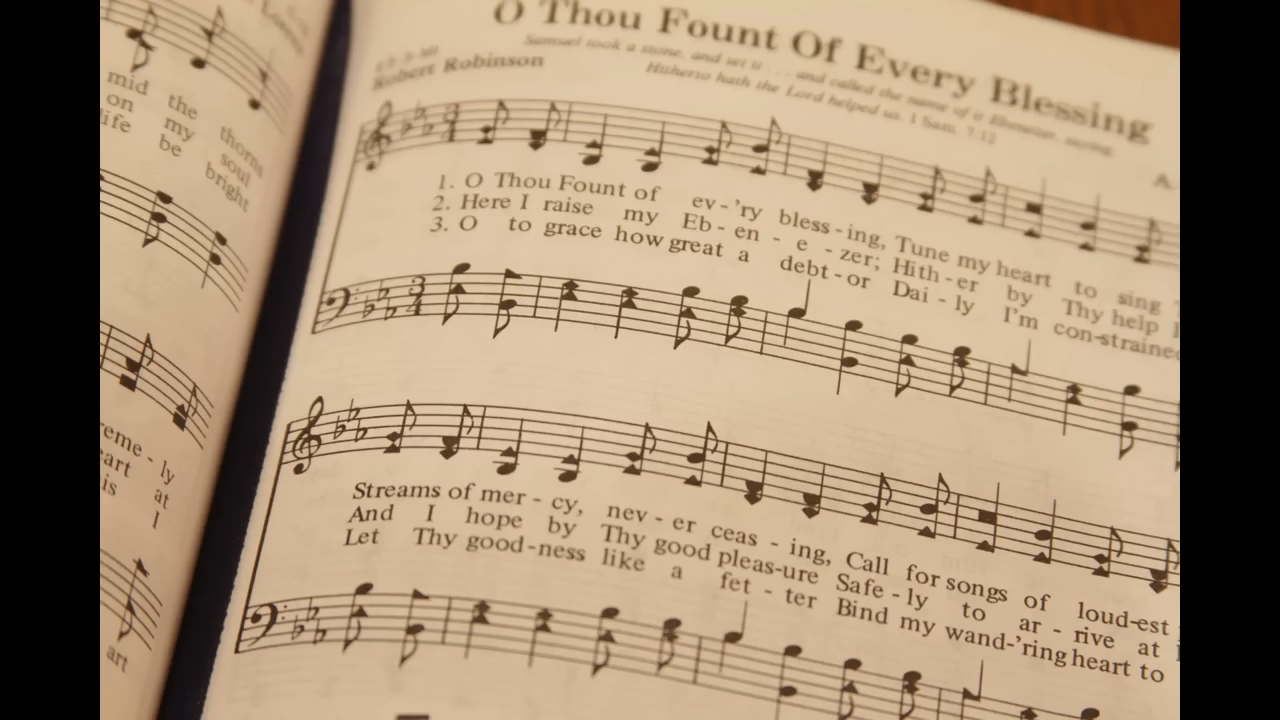 Loveless
mid the thorns
on my soul
life be bright
reme - ly
eart at
is I
art
O Thou Fount Of Every Blessing
Samuel took a stone, and set it . . . and called the name of it Ebenezer, saying,
Hitherto hath the Lord helped us. 1 Sam. 7:12
Robert Robinson
A.
1. O Thou Fount of ev-'ry bless-ing, Tune my heart to sing
2. Here I raise my Eb-en-e-zer; Hith-er by Thy help
3. O to grace how great a debt-or Dai-ly I'm con-strained
3
4
Streams of mer-cy, nev-er ceas-ing, Call for songs of loud-est
And I hope by Thy good pleas-ure Safe-ly to ar-rive at
Let Thy good-ness like a fet-ter Bind my wand-'ring heart to